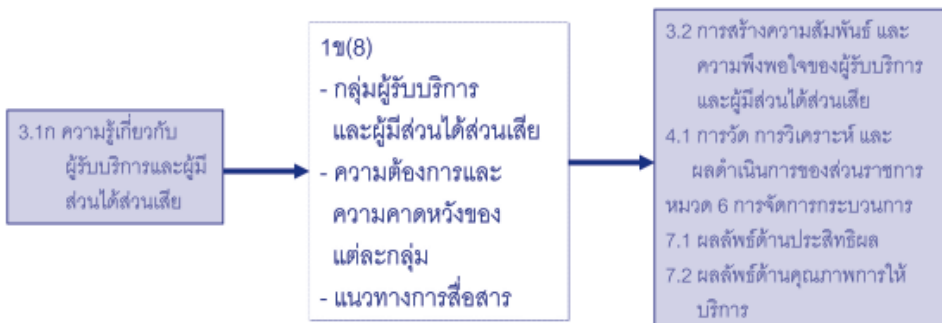 3.1ก ความรู้เกี่ยวกับ
ผู้รับบริการและผู้มี
ส่วนได้ส่วนเสีย
1ข(8)
- กลุ่มผู้รับบริการ
และผู้มีส่วนได้ส่วนเสีย
- ความต้องการและ
ความคาดหวังของ
แต่ละกลุ่ม
- แนวทางการสื่อสาร
3.2 การสร้างความสัมพันธ์ และ
ความพึงพอใจของผู้รับบริการ
และผู้มีส่วนได้ส่วนเสีย
4.1 การวัด การวิเคราะห์ และ
ผลดำเนินการของส่วนราชการ
หมวด 6 การจัดการกระบวนการ
7.1 ผลลัพธ์ด้านประสิทธิผล
7.2 ผลลัพธ์ด้านคุณภาพการให้
บริการ